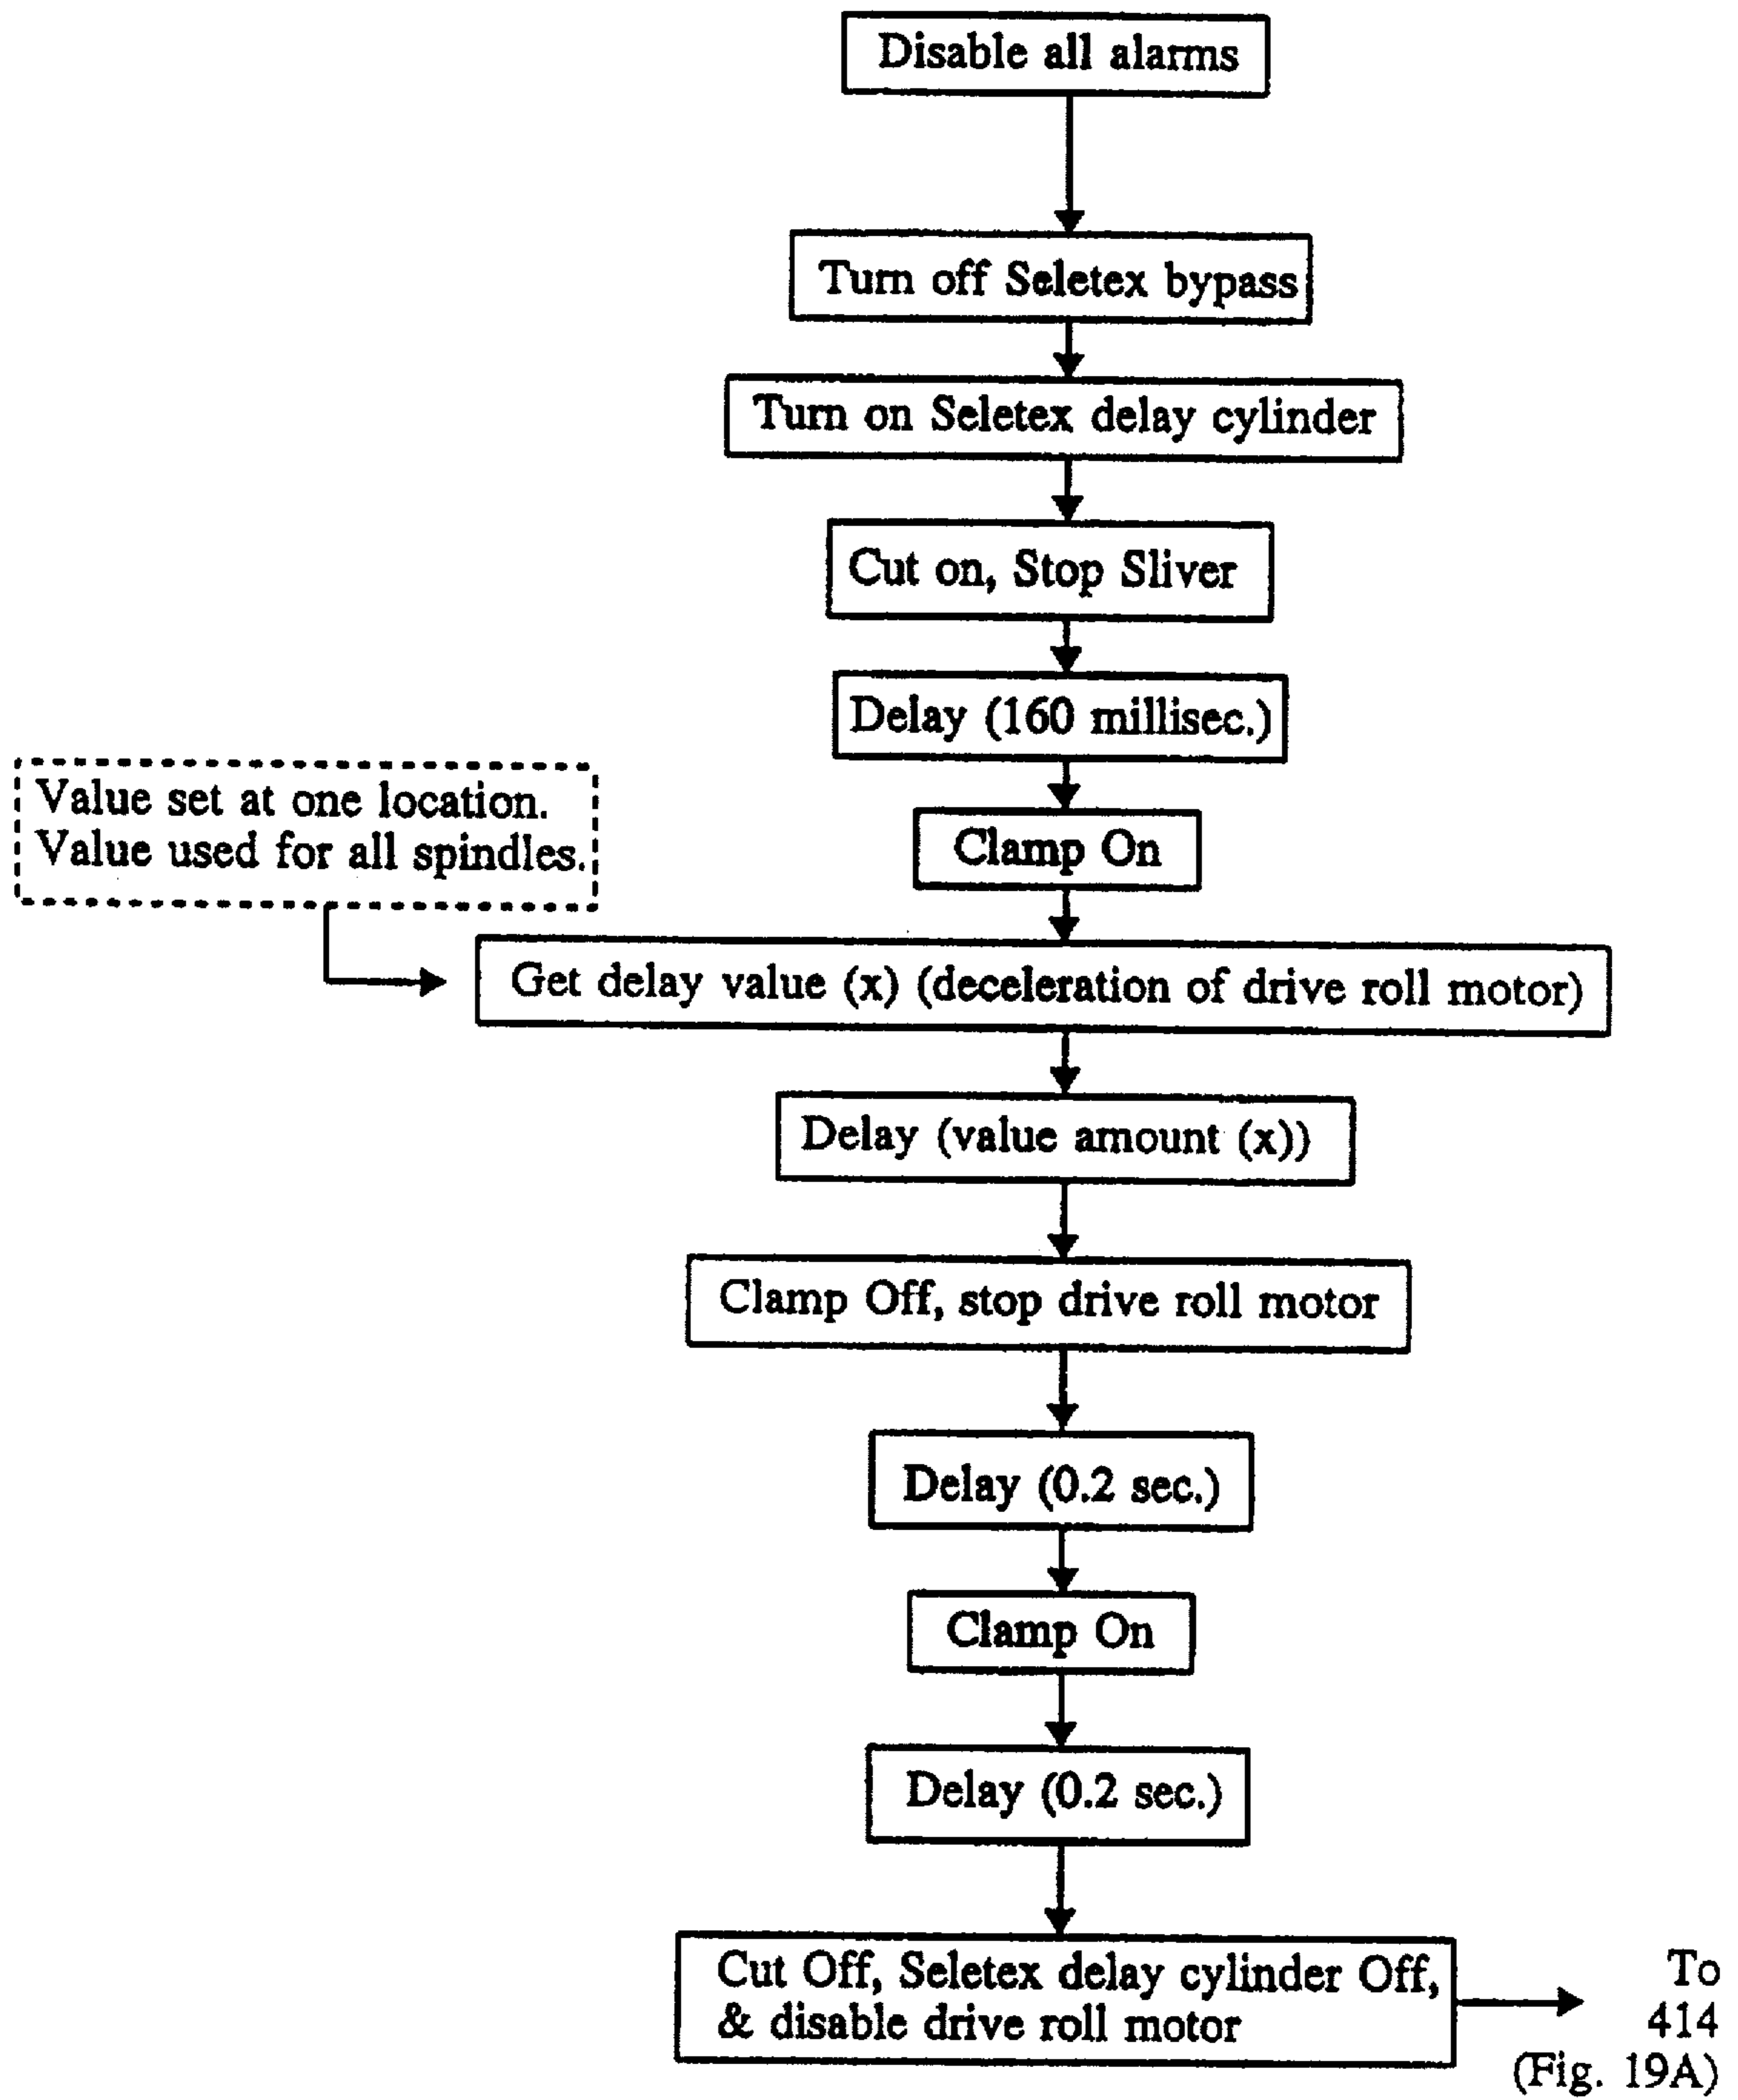 Disable all alarms
Turn off Seletex bypass
Turn on Seletex delay cylinder
Cut on, Stop Sliver
Delay (160 millisec.)
Clamp On
Value set at one location.
Value used for all spindles.
Get delay value (x) (deceleration of drive roll motor)
Delay (value amount (x))
Clamp Off, stop drive roll motor
Delay (0.2 sec.)
Clamp On
Delay (0.2 sec.)
Cut Off, Seletex delay cylinder Off,
& disable drive roll motor
To
414
(Fig. 19A)